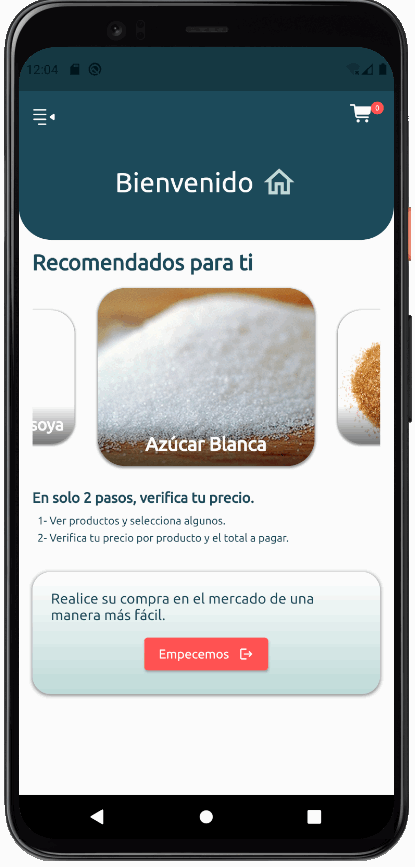 12:04
0
Bienvenido
Recomendados para ti
soya
Azúcar Blanca
En solo 2 pasos, verifica tu precio.
1- Ver productos y selecciona algunos.
2- Verifica tu precio por producto y el total a pagar.
Realice su compra en el mercado de una
manera más fácil.
Empecemos